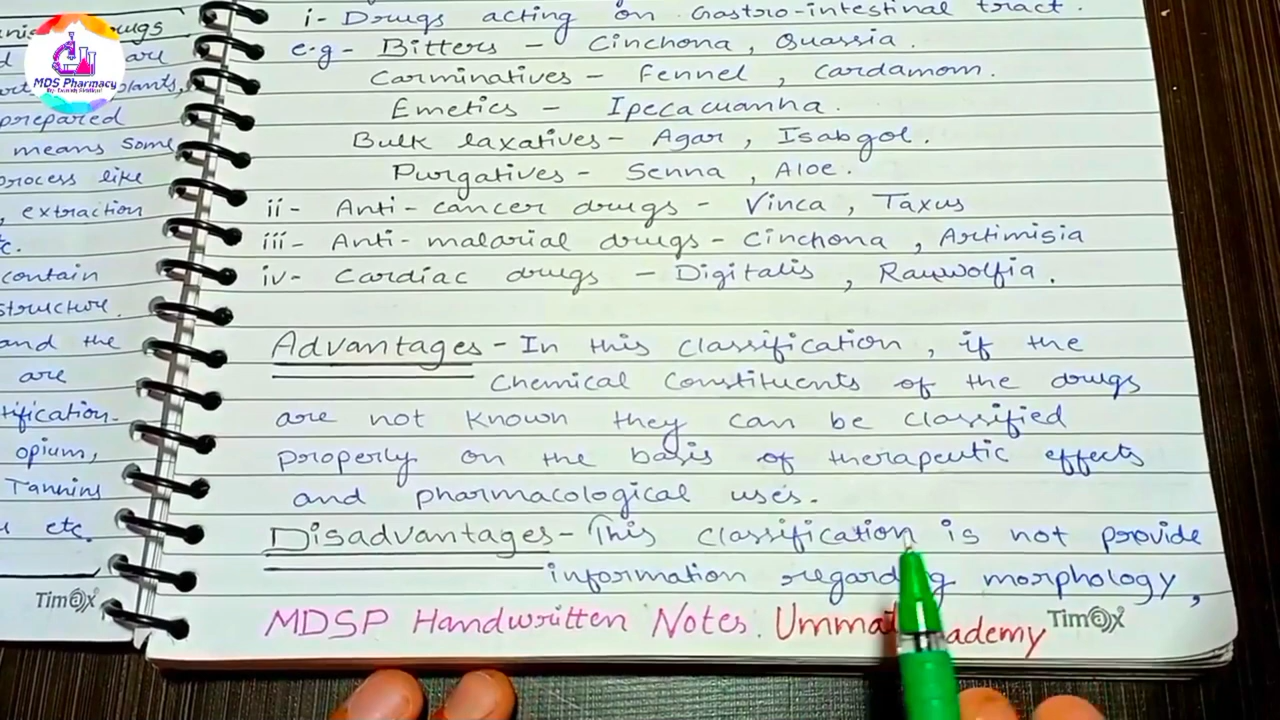 i- Drugs acting on Gastro-intestinal tract.
e.g- Bitters - Cinchona, Quassia.
Carminatives - Fennel, Cardamom.
Emetics - Ipecacuanha.
Bulk laxatives - Agar, Isabgol.
Purgatives - Senna, Aloe.
ii- Anti-cancer drugs - Vinca, Taxus
iii- Anti-malarial drugs - Cinchona, Artimisia
iv- Cardiac drugs - Digitalis, Rauwolfia.
Advantages - In this classification, if the
Chemical Constituents of the drugs
are not known they can be classified
properly on the basis of therapeutic effects
and pharmacological uses.
Disadvantages - This classification is not provide
information regarding morphology,
MDSP Handwritten Notes. Ummat
Timex
MDS Pharmacy
are
prepared
means some
process like
, extraction
contain
structure.
and the
are
opium,
Tannins
etc.
Timex